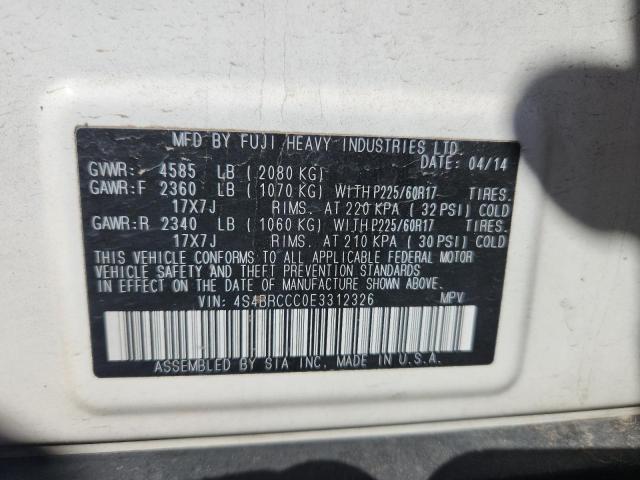 MFD BY FUJI HEAVY INDUSTRIES LTD.
DATE: 04/14
GVWR: 4585 LB (2080 KG)
GAWR:F 2360 LB (1070 KG) WITH P225/60R17 TIRES.
17X7J RIMS. AT 220 KPA (32 PSI) COLD
GAWR:R 2340 LB (1060 KG) WITH P225/60R17 TIRES.
17X7J RIMS. AT 210 KPA (30 PSI) COLD
THIS VEHICLE CONFORMS TO ALL APPLICABLE FEDERAL MOTOR
VEHICLE SAFETY AND THEFT PREVENTION STANDARDS
IN EFFECT ON THE DATE OF MANUFACTURE SHOWN ABOVE.
VIN: 4S4BRCCC0E3312326 MPV
ASSEMBLED BY SIA INC. MADE IN U.S.A.